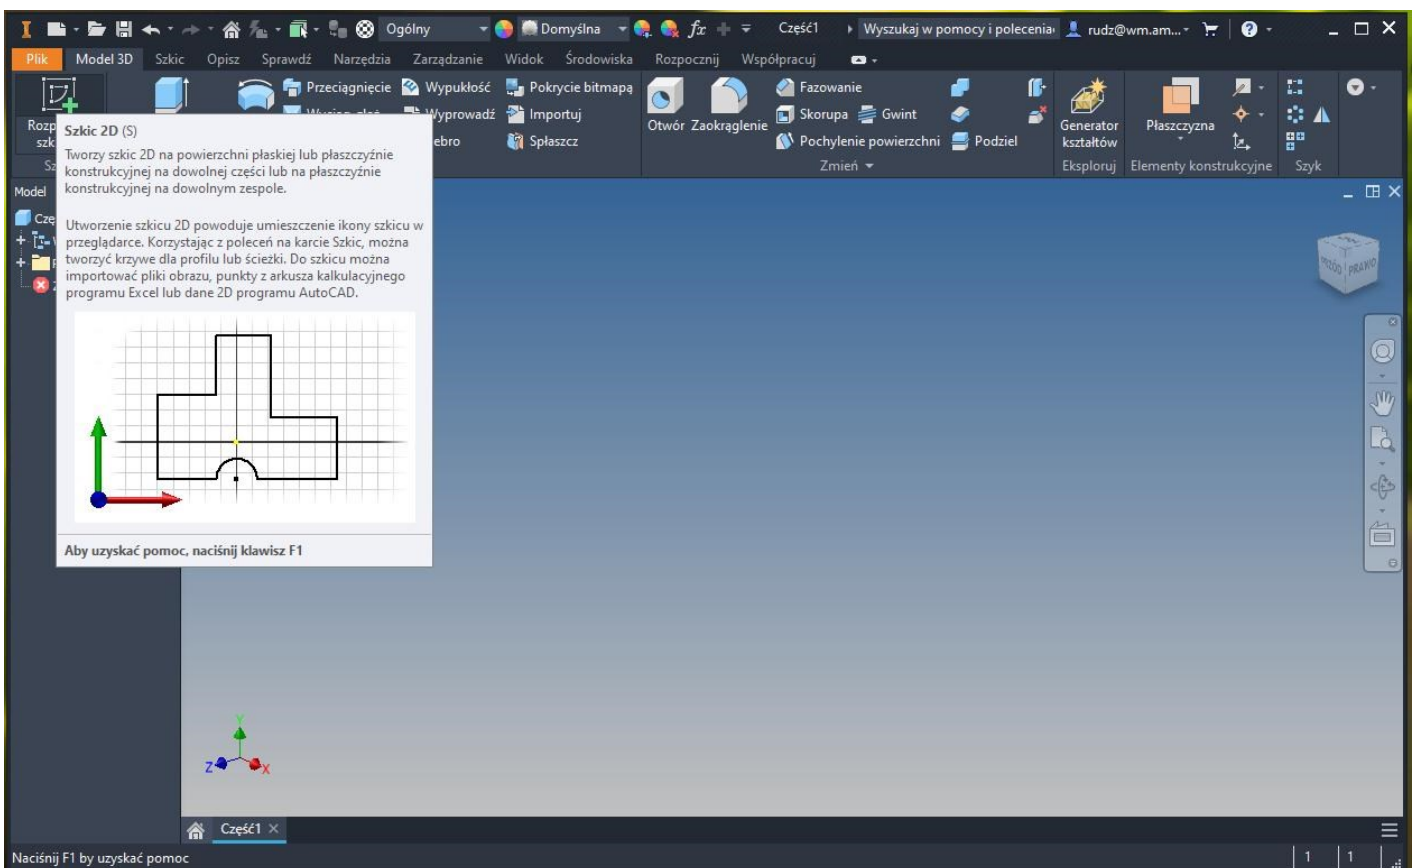 Ogólny Domyślna fx Część1 Wyszukaj w pomocy i polecenia rudz@wm.am...
Plik Model 3D Szkic Opisz Sprawdź Narzędzia Zarządzanie Widok Środowiska Rozpocznij Współpracuj
Przeciągnięcie Wypukłość Pokrycie bitmapą Fazowanie
Rozp Wyprowadź Importuj Otwór Zaokrąglenie Skorupa Gwint Generator Płaszczyzna
szk ebro Spłaszcz Pochylenie powierzchni Podziel kształtów
Sz Zmień Eksploruj Elementy konstrukcyjne Szyk
Szkic 2D (S)
Tworzy szkic 2D na powierzchni płaskiej lub płaszczyźnie
konstrukcyjnej na dowolnej części lub na płaszczyźnie
konstrukcyjnej na dowolnym zespole.
Utworzenie szkicu 2D powoduje umieszczenie ikony szkicu w
przeglądarce. Korzystając z poleceń na karcie Szkic, można
tworzyć krzywe dla profilu lub ścieżki. Do szkicu można
importować pliki obrazu, punkty z arkusza kalkulacyjnego
programu Excel lub dane 2D programu AutoCAD.
Aby uzyskać pomoc, naciśnij klawisz F1
Model
Czę
PRAWO
Y
Z X
Część1
Naciśnij F1 by uzyskać pomoc 1 1